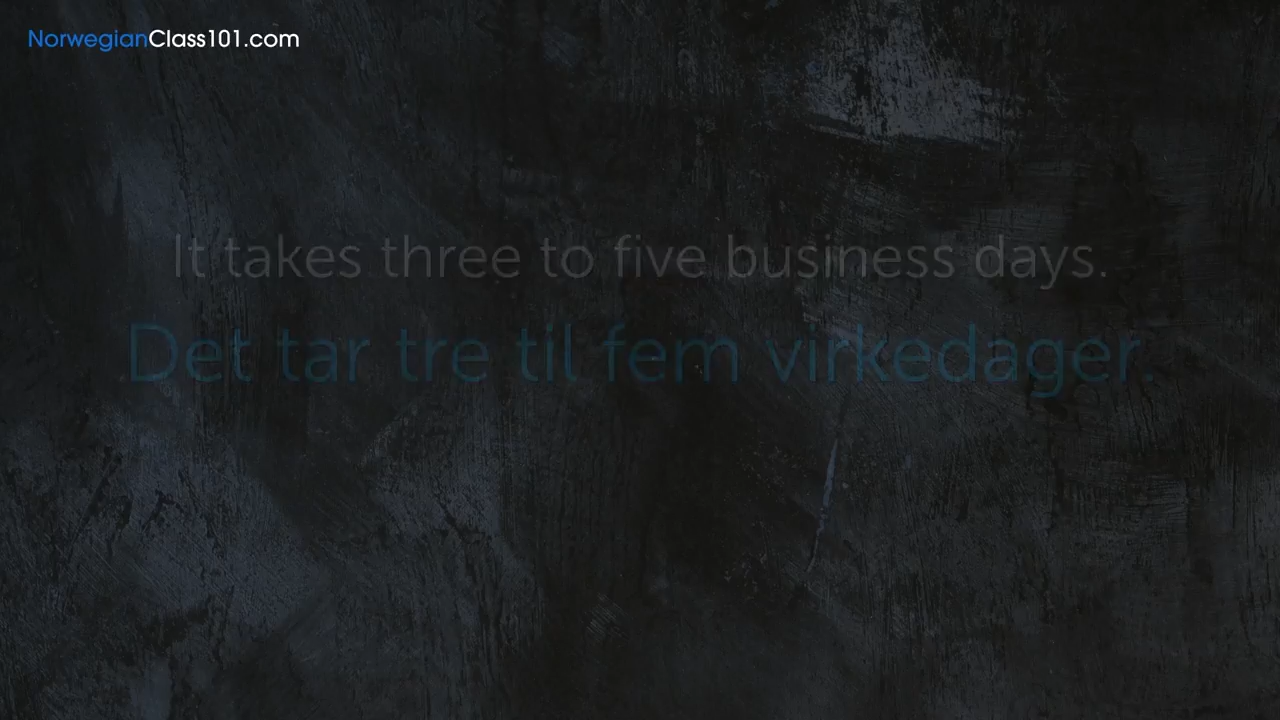 NorwegianClass101.com
It takes three to five business days.
Det tar tre til fem virkedager.